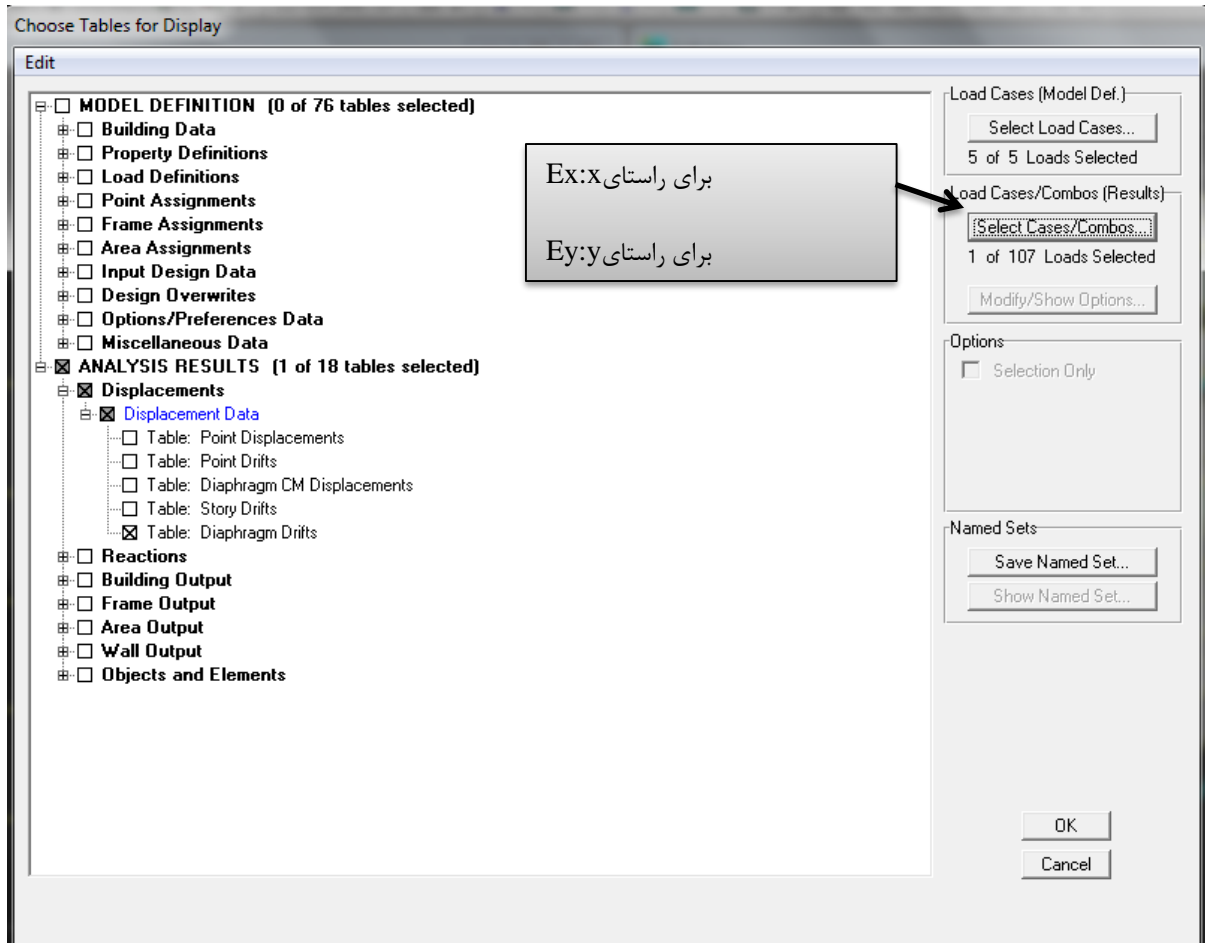 Choose Tables for Display
Edit
MODEL DEFINITION (0 of 76 tables selected)
Building Data
Property Definitions
Load Definitions
Point Assignments
Frame Assignments
Area Assignments
Input Design Data
Design Overwrites
Options/Preferences Data
Miscellaneous Data
ANALYSIS RESULTS (1 of 18 tables selected)
Displacements
Displacement Data
Table: Point Displacements
Table: Point Drifts
Table: Diaphragm CM Displacements
Table: Story Drifts
Table: Diaphragm Drifts
Reactions
Building Output
Frame Output
Area Output
Wall Output
Objects and Elements
برای راستای Ex:x
برای راستای Ey:y
Load Cases (Model Def.)
Select Load Cases...
5 of 5 Loads Selected
Load Cases/Combos (Results)
Select Cases/Combos...
1 of 107 Loads Selected
Modify/Show Options...
Options
Selection Only
Named Sets
Save Named Set...
Show Named Set...
OK
Cancel